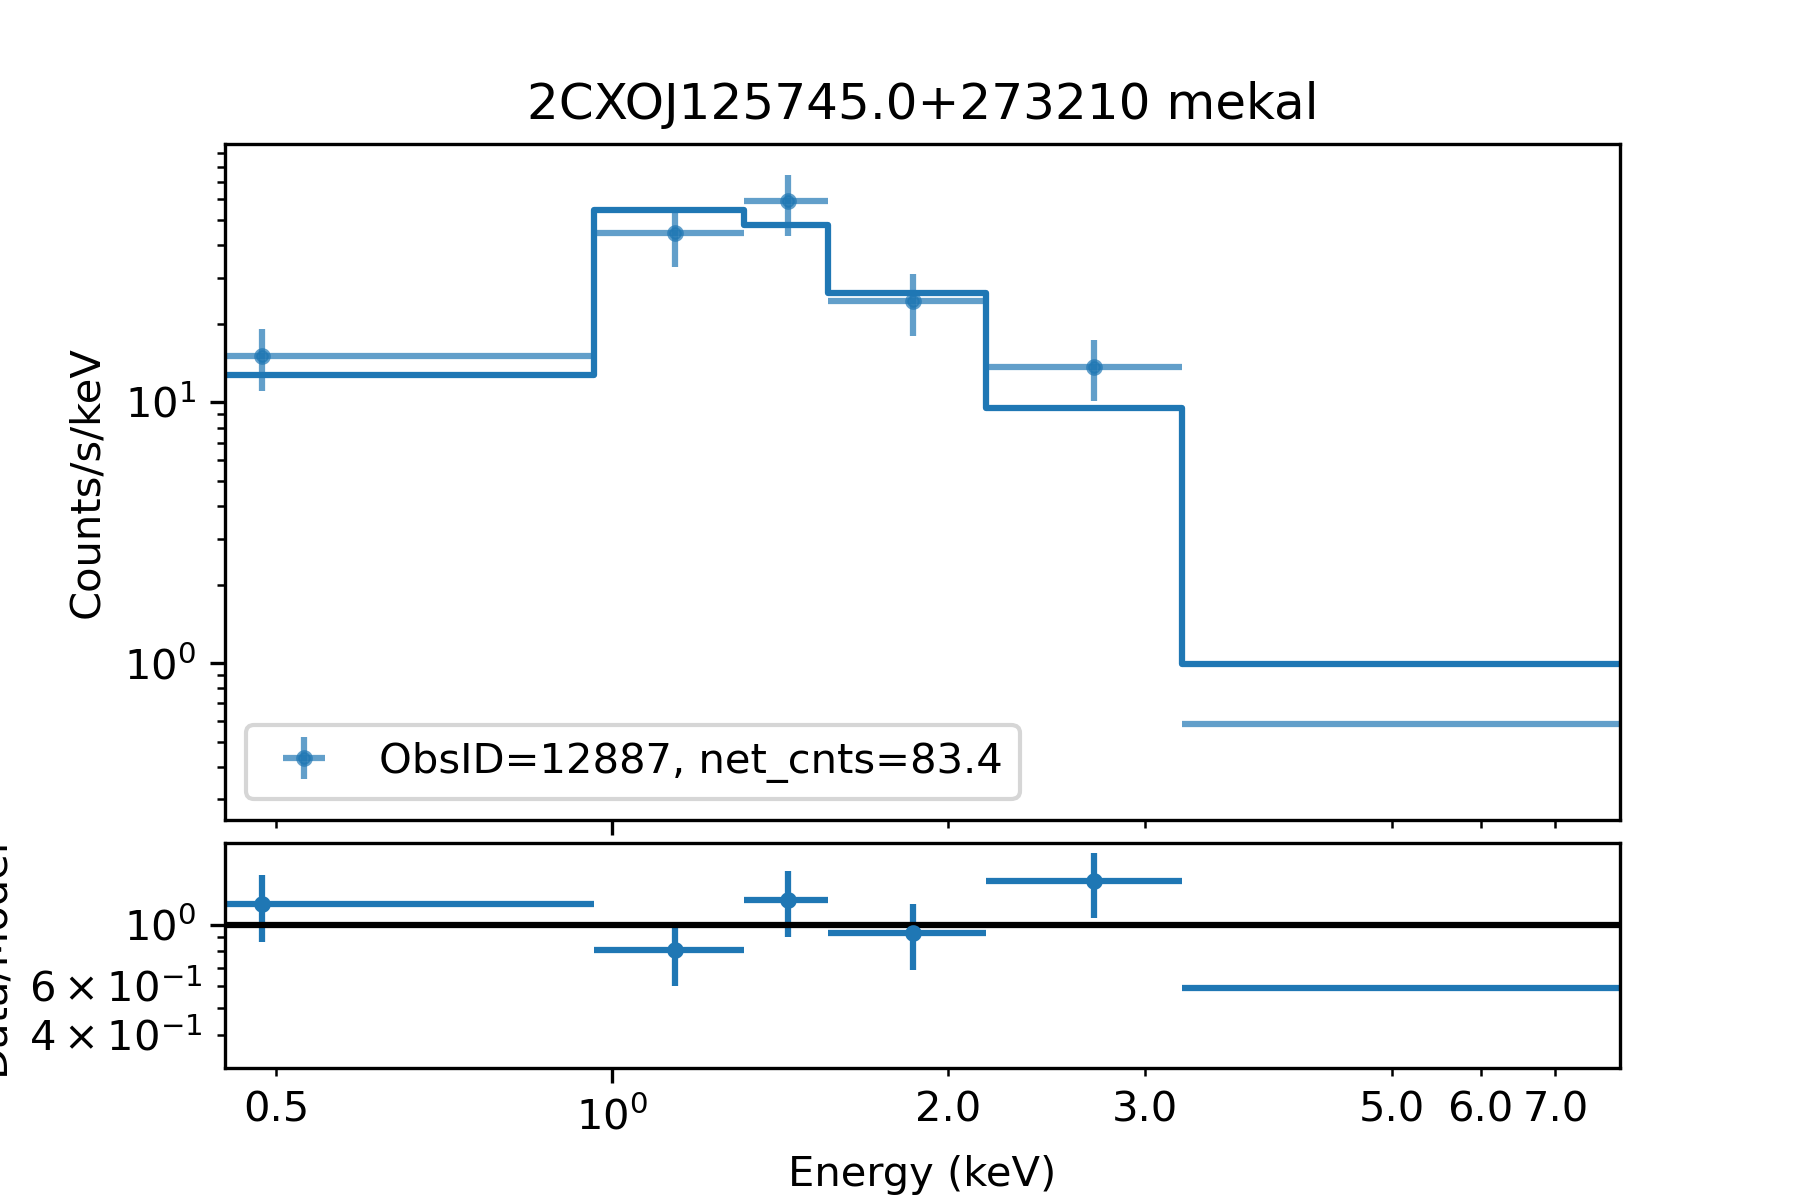 2CXOJ125745.0+273210 mekal
Counts/s/keV
10¹
10⁰
ObsID=12887, net_cnts=83.4
10⁰
6 × 10⁻¹
4 × 10⁻¹
0.5 10⁰ 2.0 3.0 5.0 6.0 7.0
Energy (keV)